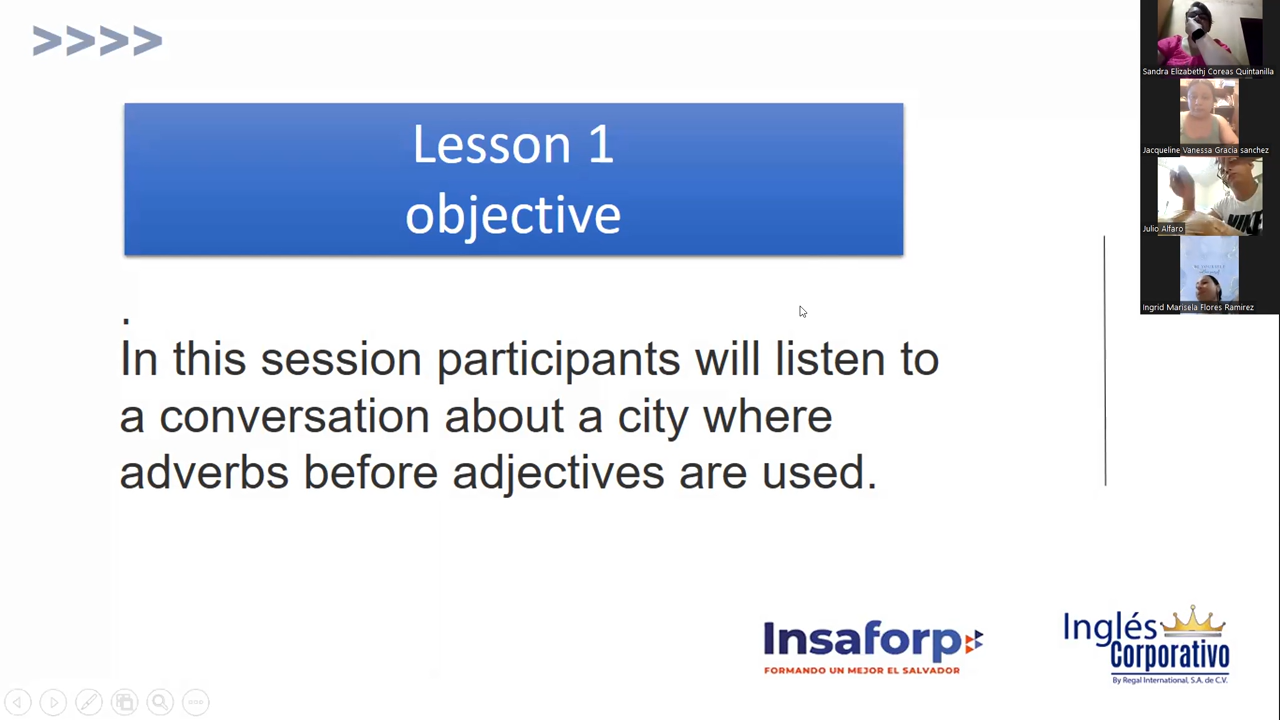 >>>>
Lesson 1
objective
.
In this session participants will listen to
a conversation about a city where
adverbs before adjectives are used.
Insaforp
FORMANDO UN MEJOR EL SALVADOR
Inglés
Corporativo
By Regal International, S.A. de C.V.
Sandra Elizabethj Coreas Quintanilla
Jacqueline Vanessa Gracia sanchez
NIKE
Julio Alfaro
Ingrid Marisela Flores Ramirez